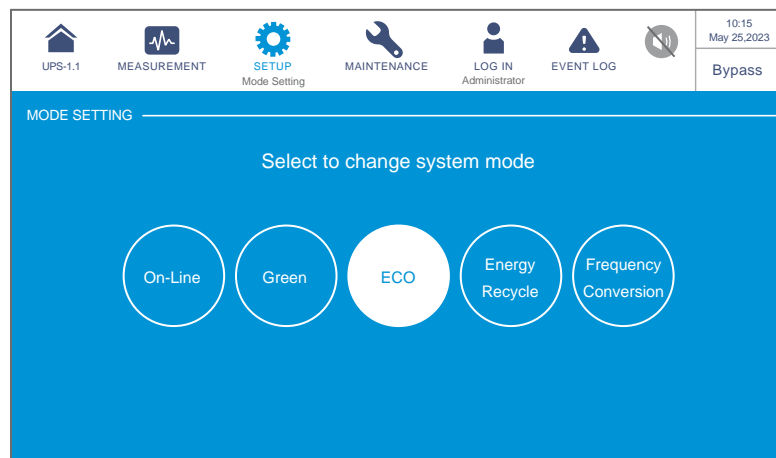 UPS-1.1
MEASUREMENT
SETUP
Mode Setting
MAINTENANCE
LOG IN
Administrator
EVENT LOG
10:15
May 25,2023
Bypass
MODE SETTING
Select to change system mode
On-Line
Green
ECO
Energy
Recycle
Frequency
Conversion